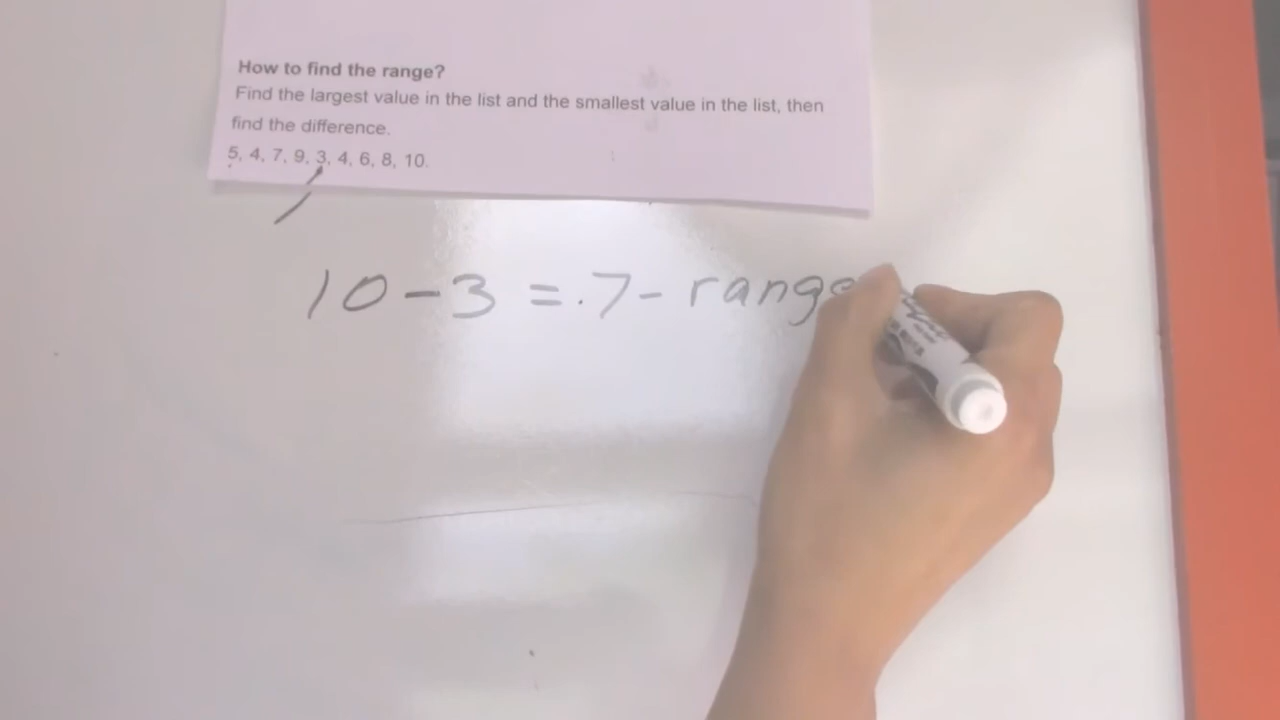 How to find the range?
Find the largest value in the list and the smallest value in the list, then
find the difference.
5, 4, 7, 9, 3, 4, 6, 8, 10.
10 - 3 = 7 - range